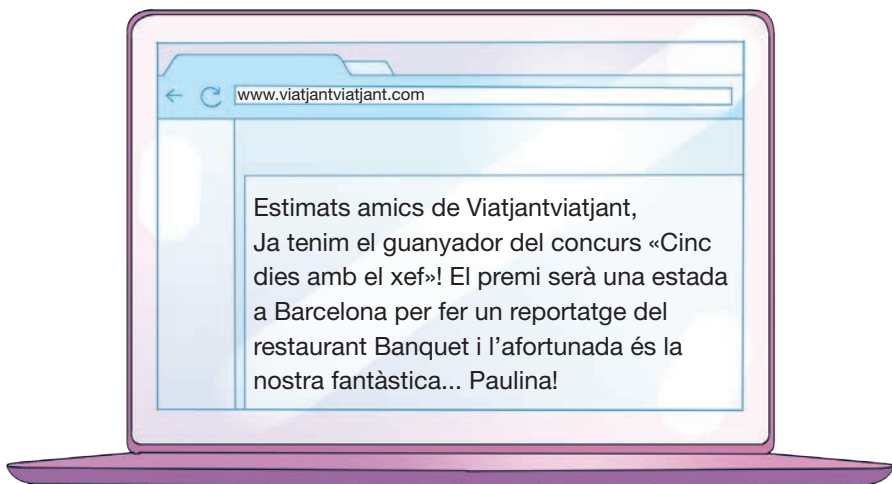 www.viatjantviatjant.com
Estimats amics de Viatjantviatjant,
Ja tenim el guanyador del concurs «Cinc
dies amb el xef»! El premi serà una estada
a Barcelona per fer un reportatge del
restaurant Banquet i l’afortunada és la
nostra fantàstica... Paulina!